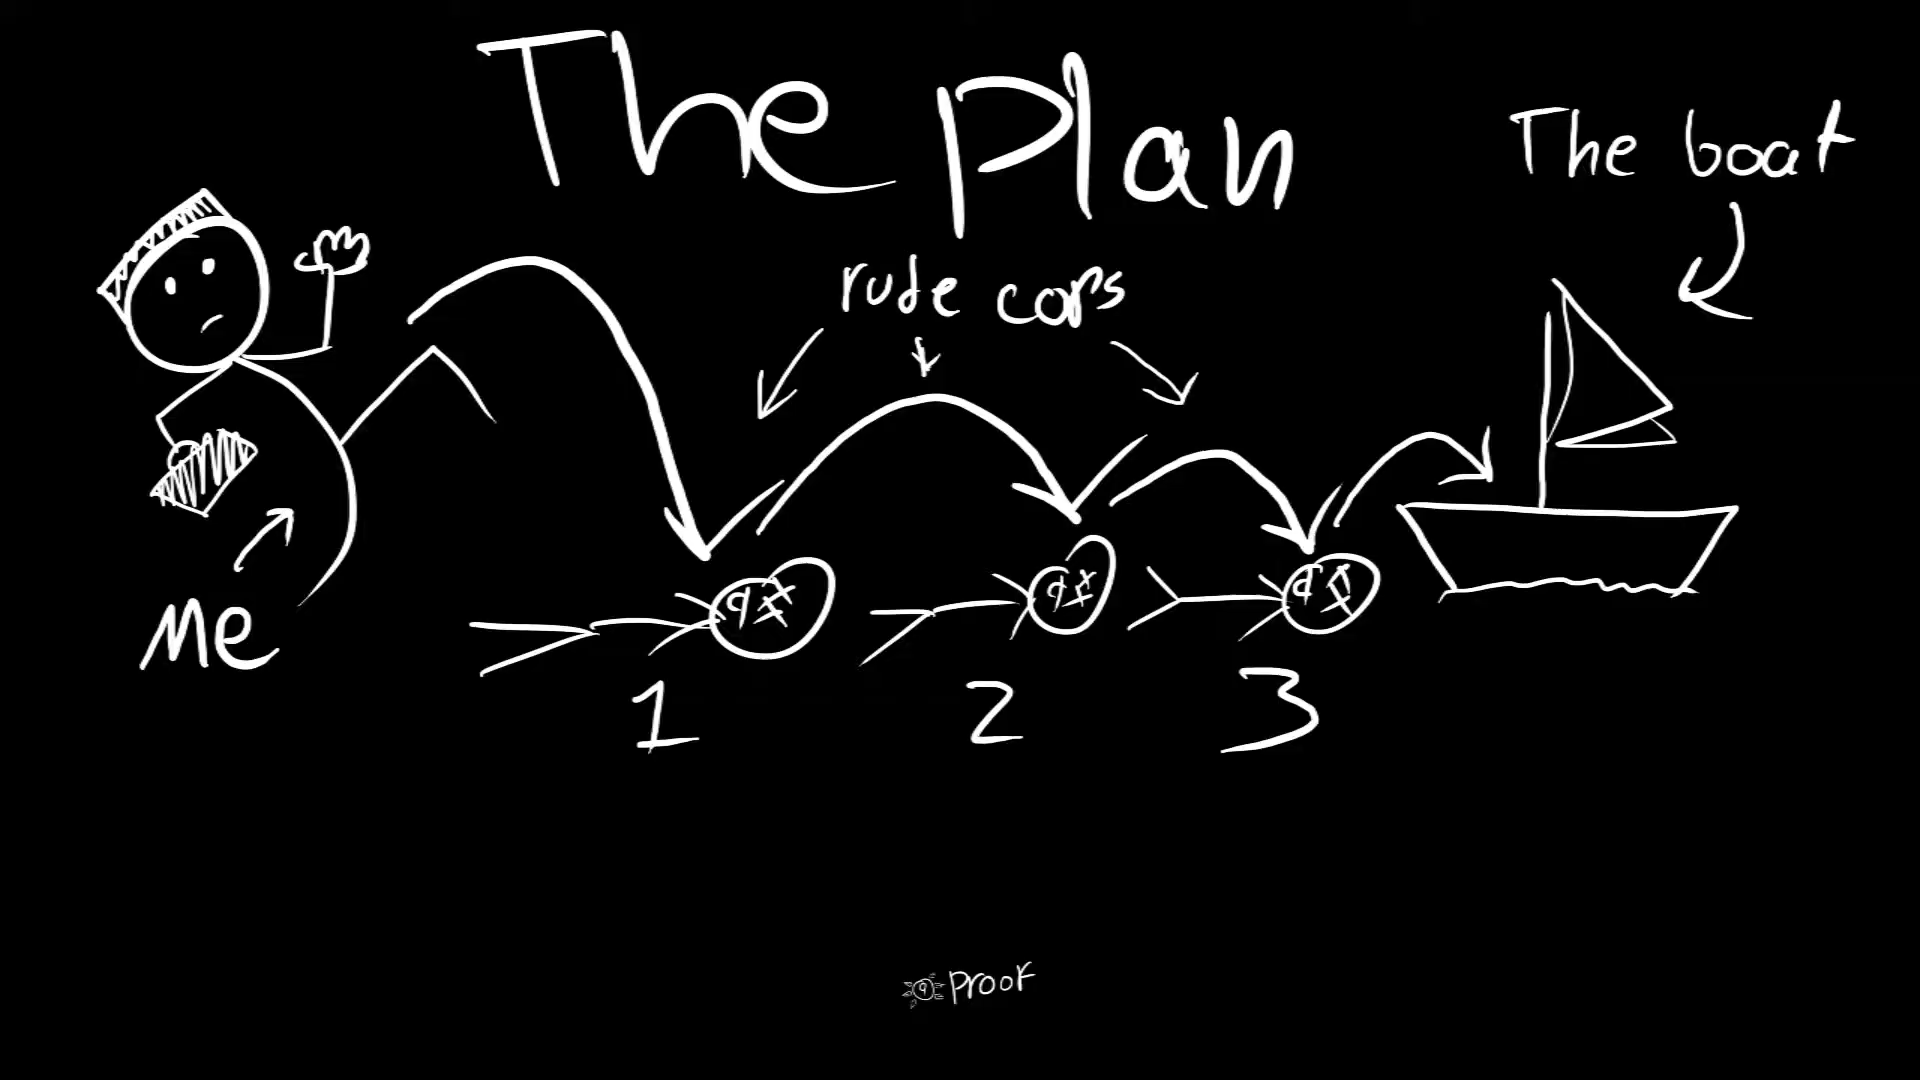 The Plan
The boat
rude cops
Me
1
2
3
Proof